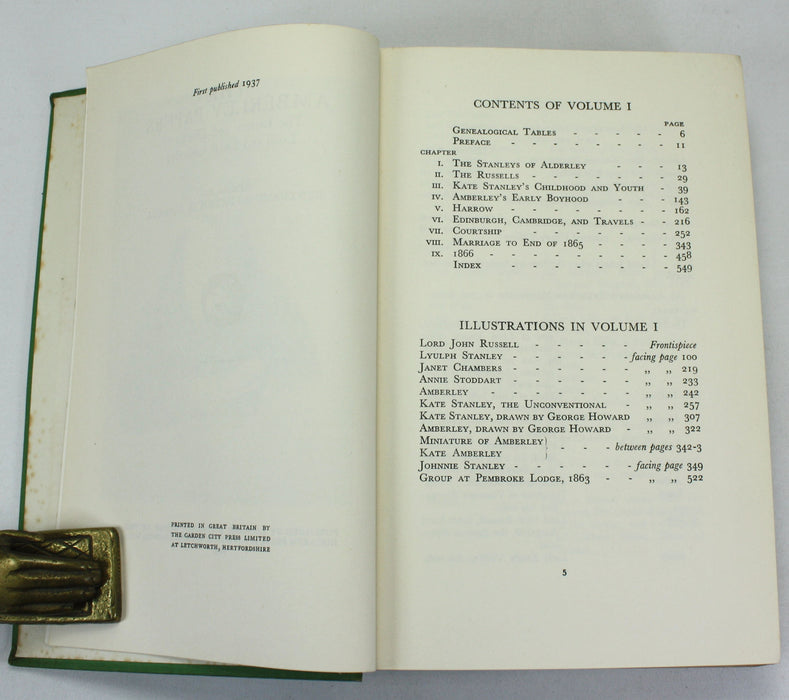 First published 1937
PRINTED IN GREAT BRITAIN BY
THE GARDEN CITY PRESS LIMITED
AT LETCHWORTH, HERTFORDSHIRE
CONTENTS OF VOLUME I
PAGE
GENEALOGICAL TABLES - - - - - 6
PREFACE - - - - - - - 11
CHAPTER
I. THE STANLEYS OF ALDERLEY - - - 13
II. THE RUSSELLS - - - - - - 29
III. KATE STANLEY'S CHILDHOOD AND YOUTH - 39
IV. AMBERLEY'S EARLY BOYHOOD - - - 143
V. HARROW - - - - - - - - 162
VI. EDINBURGH, CAMBRIDGE, AND TRAVELS - - 216
VII. COURTSHIP - - - - - - - 252
VIII. MARRIAGE TO END OF 1865 - - - - 343
IX. 1866 - - - - - - - - - 458
INDEX - - - - - - - - 549
ILLUSTRATIONS IN VOLUME I
LORD JOHN RUSSELL - - - - - Frontispiece
LYULPH STANLEY - - - - - - facing page 100
JANET CHAMBERS - - - - - ,, ,, 219
ANNIE STODDART - - - - - ,, ,, 233
AMBERLEY - - - - - - ,, ,, 242
KATE STANLEY, THE UNCONVENTIONAL - ,, ,, 257
KATE STANLEY, DRAWN BY GEORGE HOWARD ,, ,, 307
AMBERLEY, DRAWN BY GEORGE HOWARD - ,, ,, 322
MINIATURE OF AMBERLEY }
KATE AMBERLEY } - - - between pages 342-3
JOHNNIE STANLEY - - - - - - facing page 349
GROUP AT PEMBROKE LODGE, 1863 - - ,, ,, 522
5